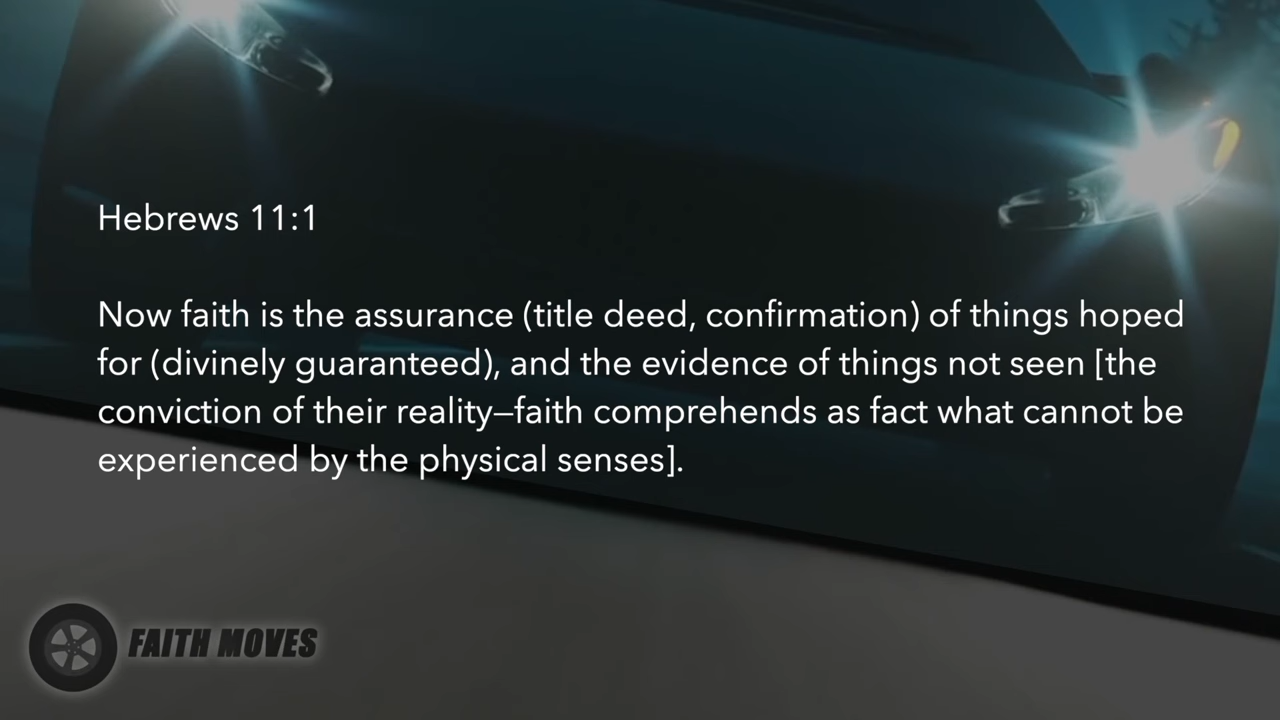 Hebrews 11:1
Now faith is the assurance (title deed, confirmation) of things hoped
for (divinely guaranteed), and the evidence of things not seen [the
conviction of their reality—faith comprehends as fact what cannot be
experienced by the physical senses].
FAITH MOVES